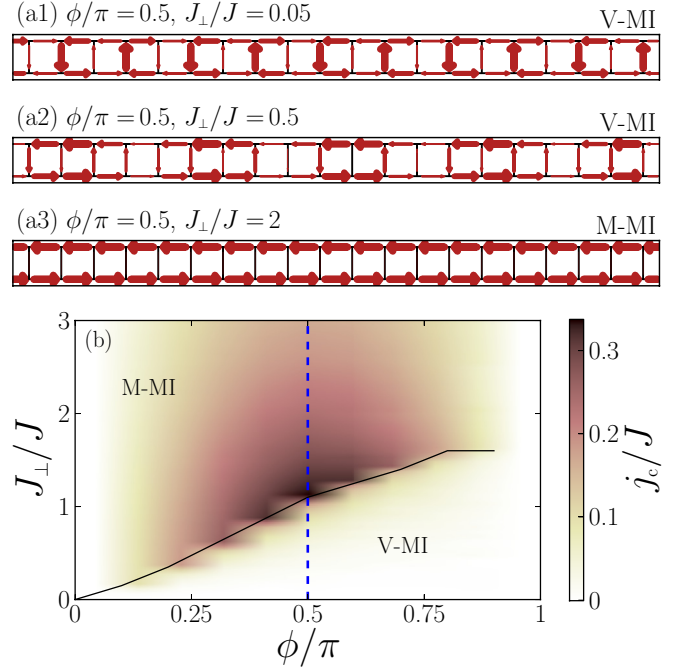 (a1) ϕ/π = 0.5, J⊥/J = 0.05 V-MI
(a2) ϕ/π = 0.5, J⊥/J = 0.5 V-MI
(a3) ϕ/π = 0.5, J⊥/J = 2 M-MI
(b)
M-MI
V-MI
J⊥/J
3
2
1
0
0 0.25 0.5 0.75 1
ϕ/π
0.3
0.2
0.1
0
jc/J